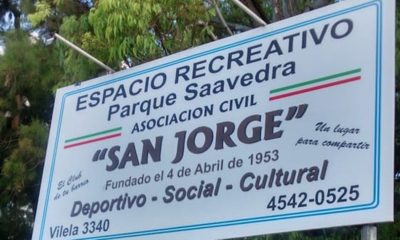 ESPACIO RECREATIVO
Parque Saavedra
ASOCIACION CIVIL
"SAN JORGE"
El Club
de tu barrio
Un lugar
para compartir
Fundado el 4 de Abril de 1953
Deportivo - Social - Cultural
Vilela 3340
4542-0525